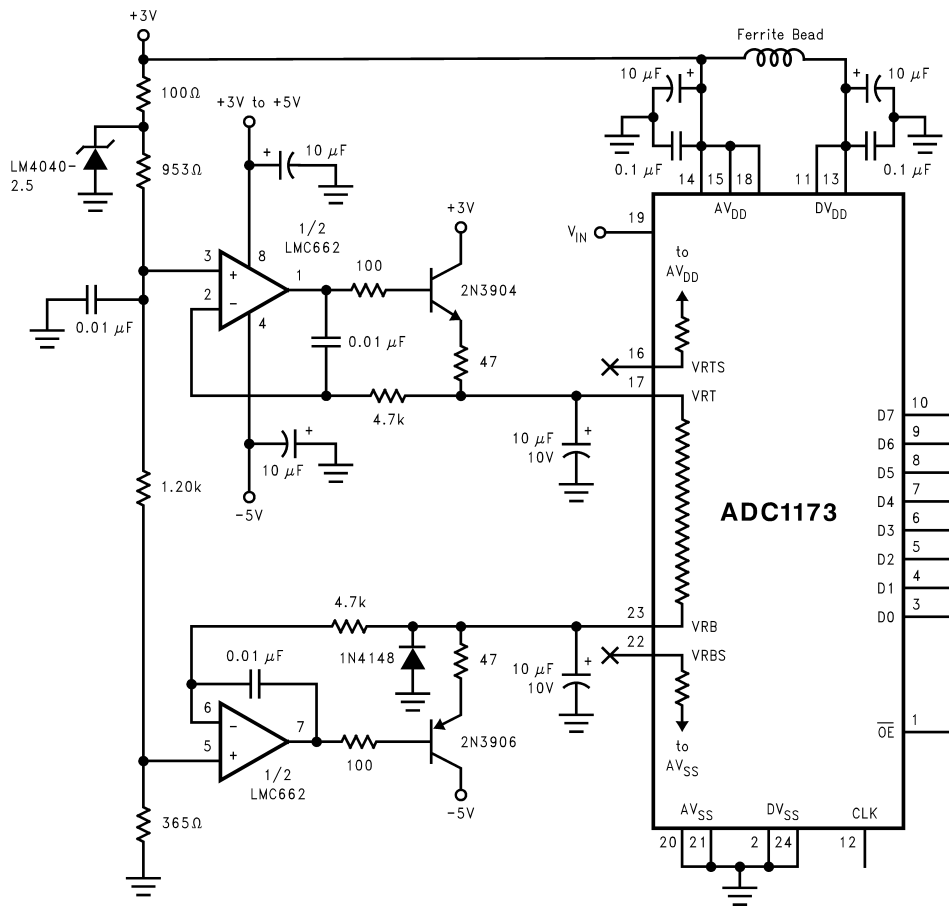 +3V
Ferrite Bead
10 µF +
+ 10 µF
100Ω
+3V to +5V
LM4040-
2.5
953Ω
+ 10 µF
0.1 µF
0.1 µF
14 15 18
11 13
AVDD
DVDD
+3V
19
VIN
1/2
LMC662
3
8
1
100
2N3904
to
AVDD
+
2
−
4
0.01 µF
0.01 µF
47
16
VRTS
17
VRT
4.7k
10
D7
+
10 µF
10V
9
D6
10 µF
+
8
D5
1.20k
7
D4
-5V
ADC1173
6
D3
5
D2
4
D1
4.7k
23
VRB
3
D0
22
VRBS
1N4148
47
0.01 µF
+
10 µF
10V
6
−
7
5
+
2N3906
1
OE
100
to
AVSS
1/2
LMC662
-5V
365Ω
AVSS
DVSS
CLK
20 21
2 24
12